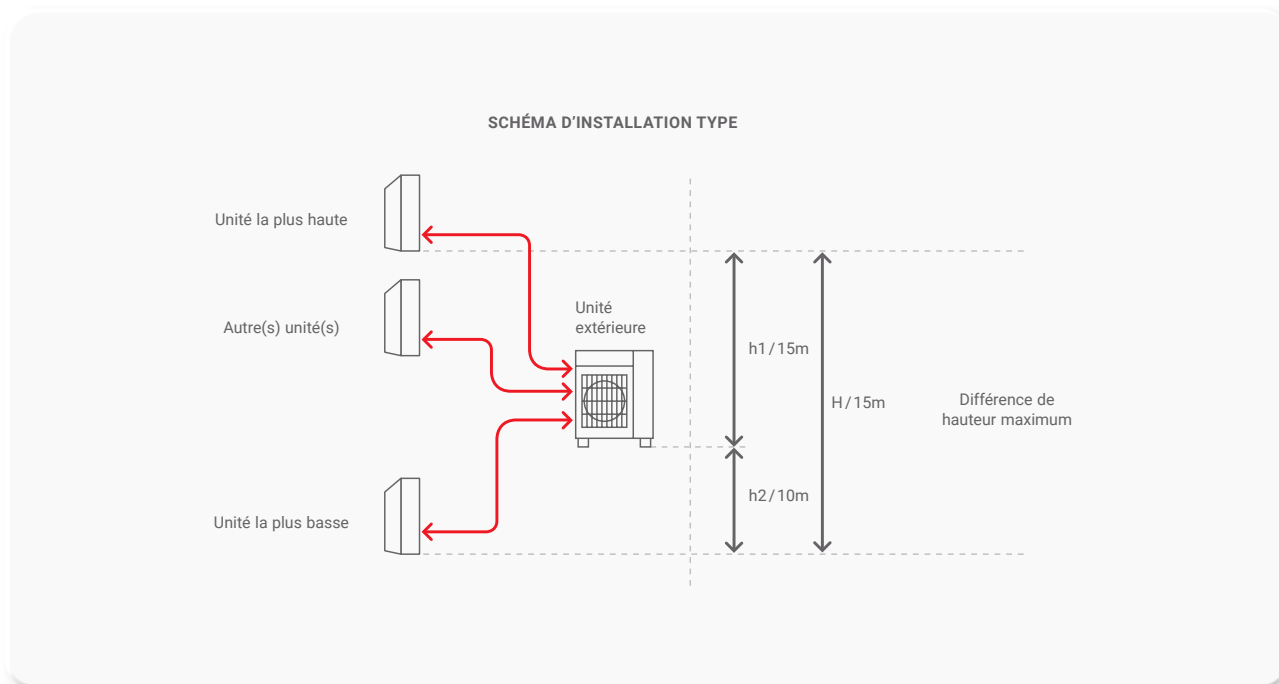 SCHÉMA D'INSTALLATION TYPE
Unité la plus haute
Autre(s) unité(s)
Unité la plus basse
Unité
extérieure
h1/15m
H/15m
h2/10m
Différence de
hauteur maximum